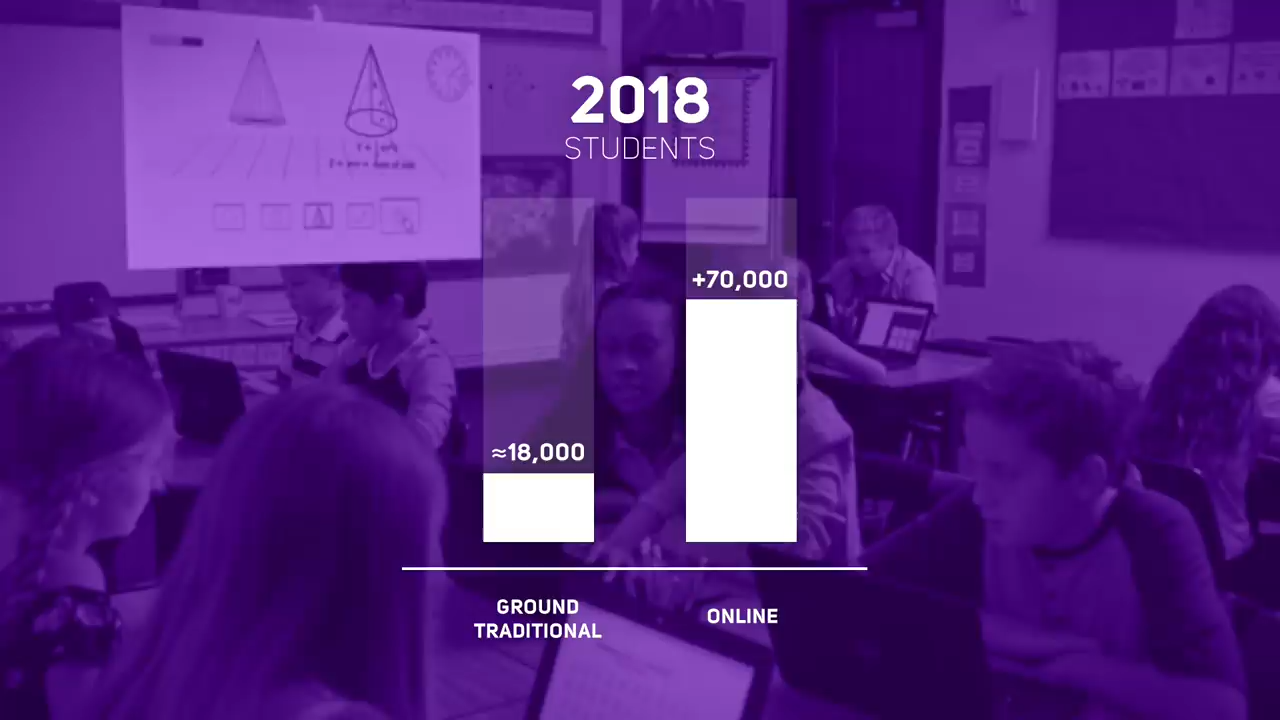 2018
STUDENTS
+70,000
≈18,000
GROUND
TRADITIONAL
ONLINE